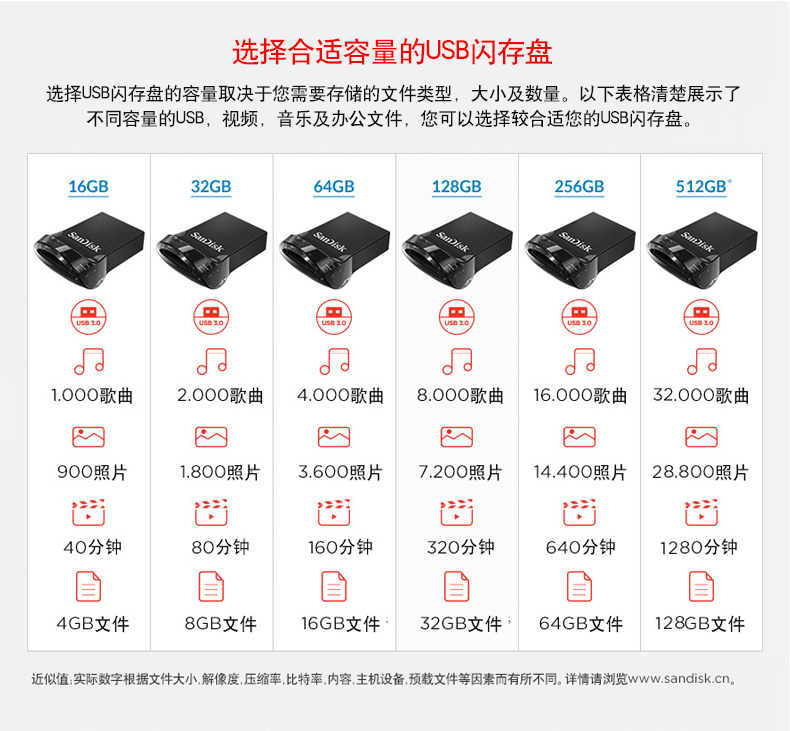 选择合适容量的USB闪存盘
选择USB闪存盘的容量取决于您需要存储的文件类型，大小及数量。以下表格清楚展示了
不同容量的USB，视频，音乐及办公文件，您可以选择较合适您的USB闪存盘。
16GB 32GB 64GB 128GB 256GB 512GB*
SanDisk SanDisk SanDisk SanDisk SanDisk SanDisk
USB 3.0 USB 3.0 USB 3.0 USB 3.0 USB 3.0 USB 3.0
1.000歌曲 2.000歌曲 4.000歌曲 8.000歌曲 16.000歌曲 32.000歌曲
900照片 1.800照片 3.600照片 7.200照片 14.400照片 28.800照片
40分钟 80分钟 160分钟 320分钟 640分钟 1280分钟
4GB文件 8GB文件 16GB文件 32GB文件 64GB文件 128GB文件
近似值;实际数字根据文件大小,解像度,压缩率,比特率,内容,主机设备,预载文件等因素而有所不同。详情请浏览www.sandisk.cn。